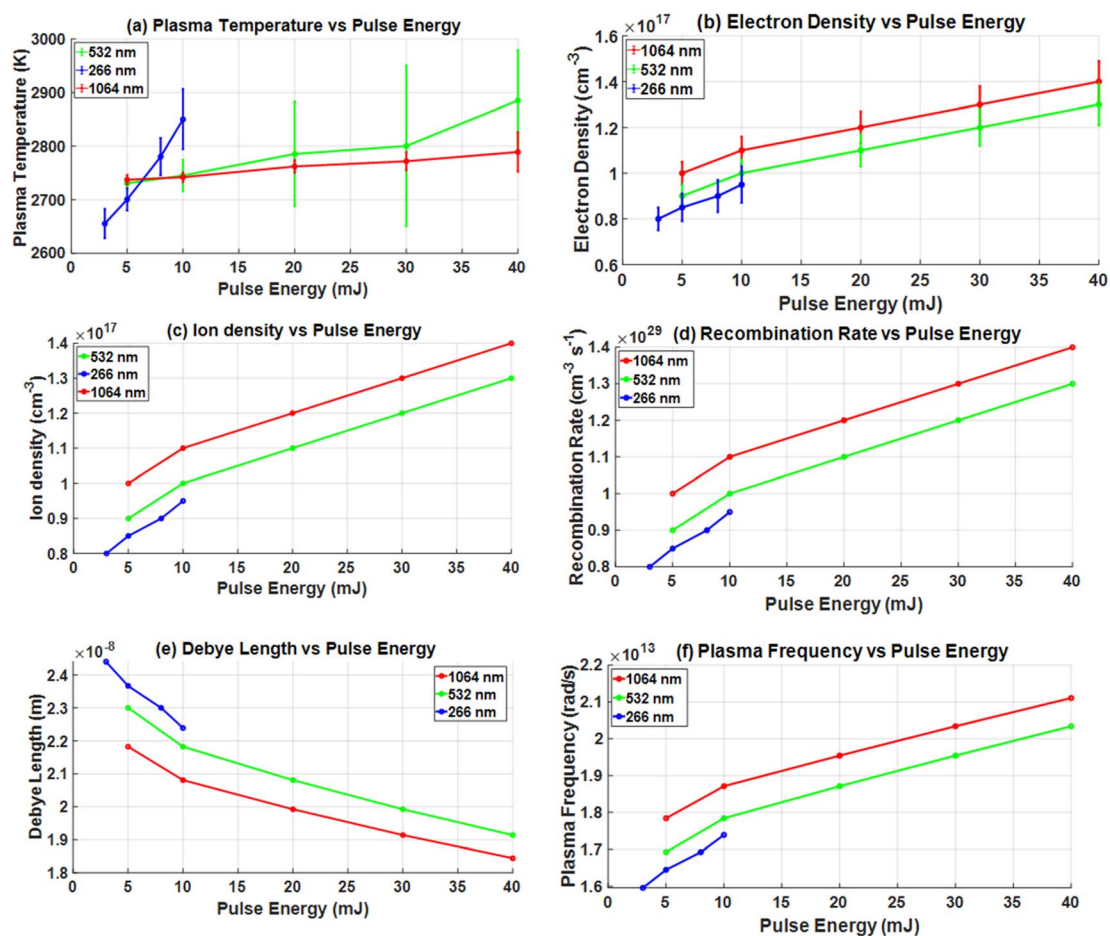 (a) Plasma Temperature vs Pulse Energy
Plasma Temperature (K)
3000
2900
2800
2700
2600
532 nm
266 nm
1064 nm
0 5 10 15 20 25 30 35 40
Pulse Energy (mJ)
(b) Electron Density vs Pulse Energy
×10^17
Electron Density (cm^-3)
1.6
1.4
1.2
1
0.8
0.6
1064 nm
532 nm
266 nm
0 5 10 15 20 25 30 35 40
Pulse Energy (mJ)
(c) Ion density vs Pulse Energy
×10^17
Ion density (cm^-3)
1.4
1.3
1.2
1.1
1
0.9
0.8
532 nm
266 nm
1064 nm
0 5 10 15 20 25 30 35 40
Pulse Energy (mJ)
(d) Recombination Rate vs Pulse Energy
×10^29
Recombination Rate (cm^-3 s^-1)
1.4
1.3
1.2
1.1
1
0.9
0.8
1064 nm
532 nm
266 nm
0 5 10 15 20 25 30 35 40
Pulse Energy (mJ)
(e) Debye Length vs Pulse Energy
×10^-8
Debye Length (m)
2.4
2.3
2.2
2.1
2
1.9
1.8
1064 nm
532 nm
266 nm
0 5 10 15 20 25 30 35 40
Pulse Energy (mJ)
(f) Plasma Frequency vs Pulse Energy
×10^13
Plasma Frequency (rad/s)
2.2
2.1
2
1.9
1.8
1.7
1.6
1064 nm
532 nm
266 nm
0 5 10 15 20 25 30 35 40
Pulse Energy (mJ)